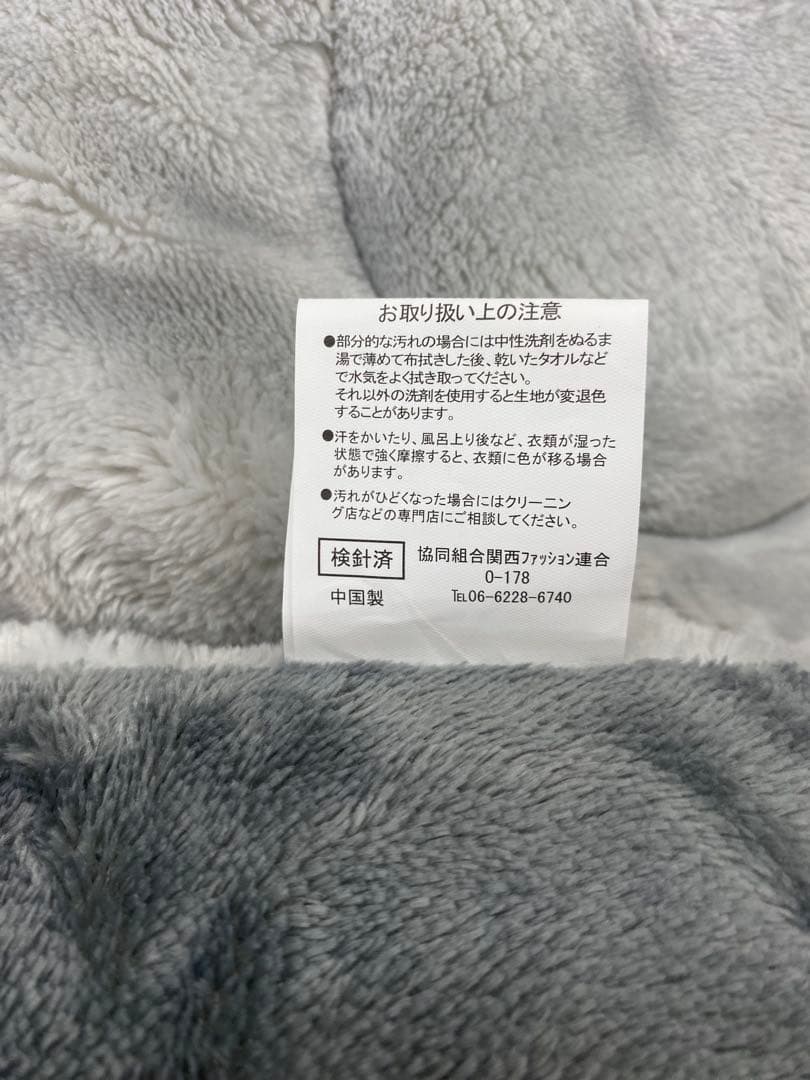 お取り扱い上の注意
●部分的な汚れの場合には中性洗剤をぬるま
湯で薄めて布拭きした後、乾いたタオルなど
で水気をよく拭き取ってください。
それ以外の洗剤を使用すると生地が変退色
することがあります。
●汗をかいたり、風呂上り後など、衣類が湿った
状態で強く摩擦すると、衣類に色が移る場合
があります。
●汚れがひどくなった場合にはクリーニン
グ店などの専門店にご相談してください。
検針済 協同組合関西ファッション連合
0-178
中国製 ℡06-6228-6740